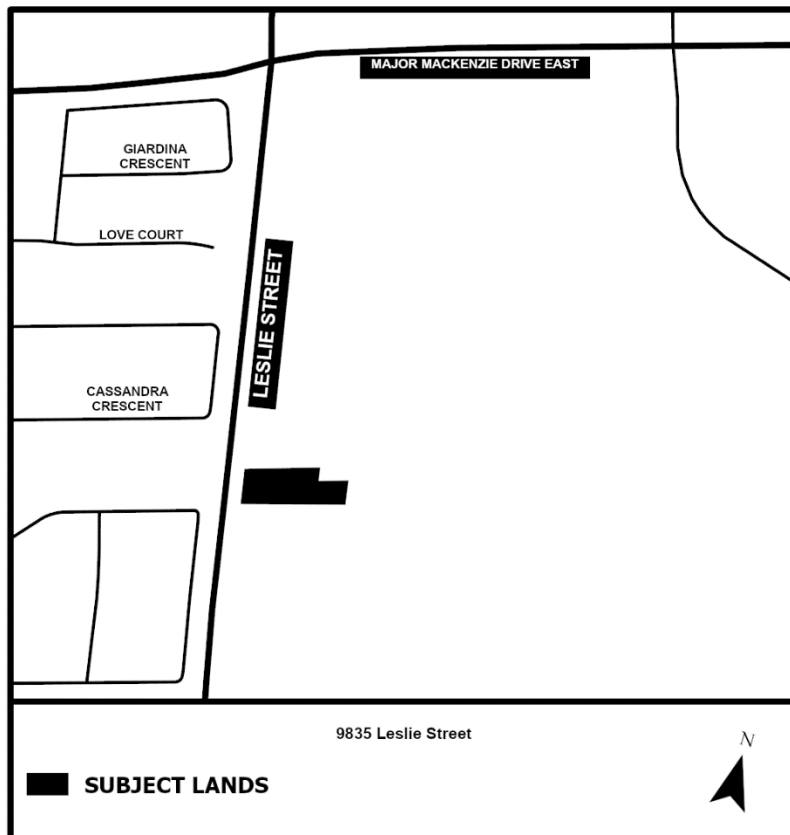 MAJOR MACKENZIE DRIVE EAST
GIARDINA
CRESCENT
LOVE COURT
LESLIE STREET
CASSANDRA
CRESCENT
9835 Leslie Street
N
SUBJECT LANDS